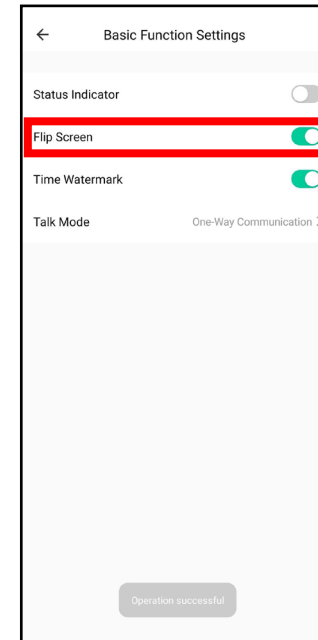 Basic Function Settings
Status Indicator
Flip Screen
Time Watermark
Talk Mode One-Way Communication
Operation successful